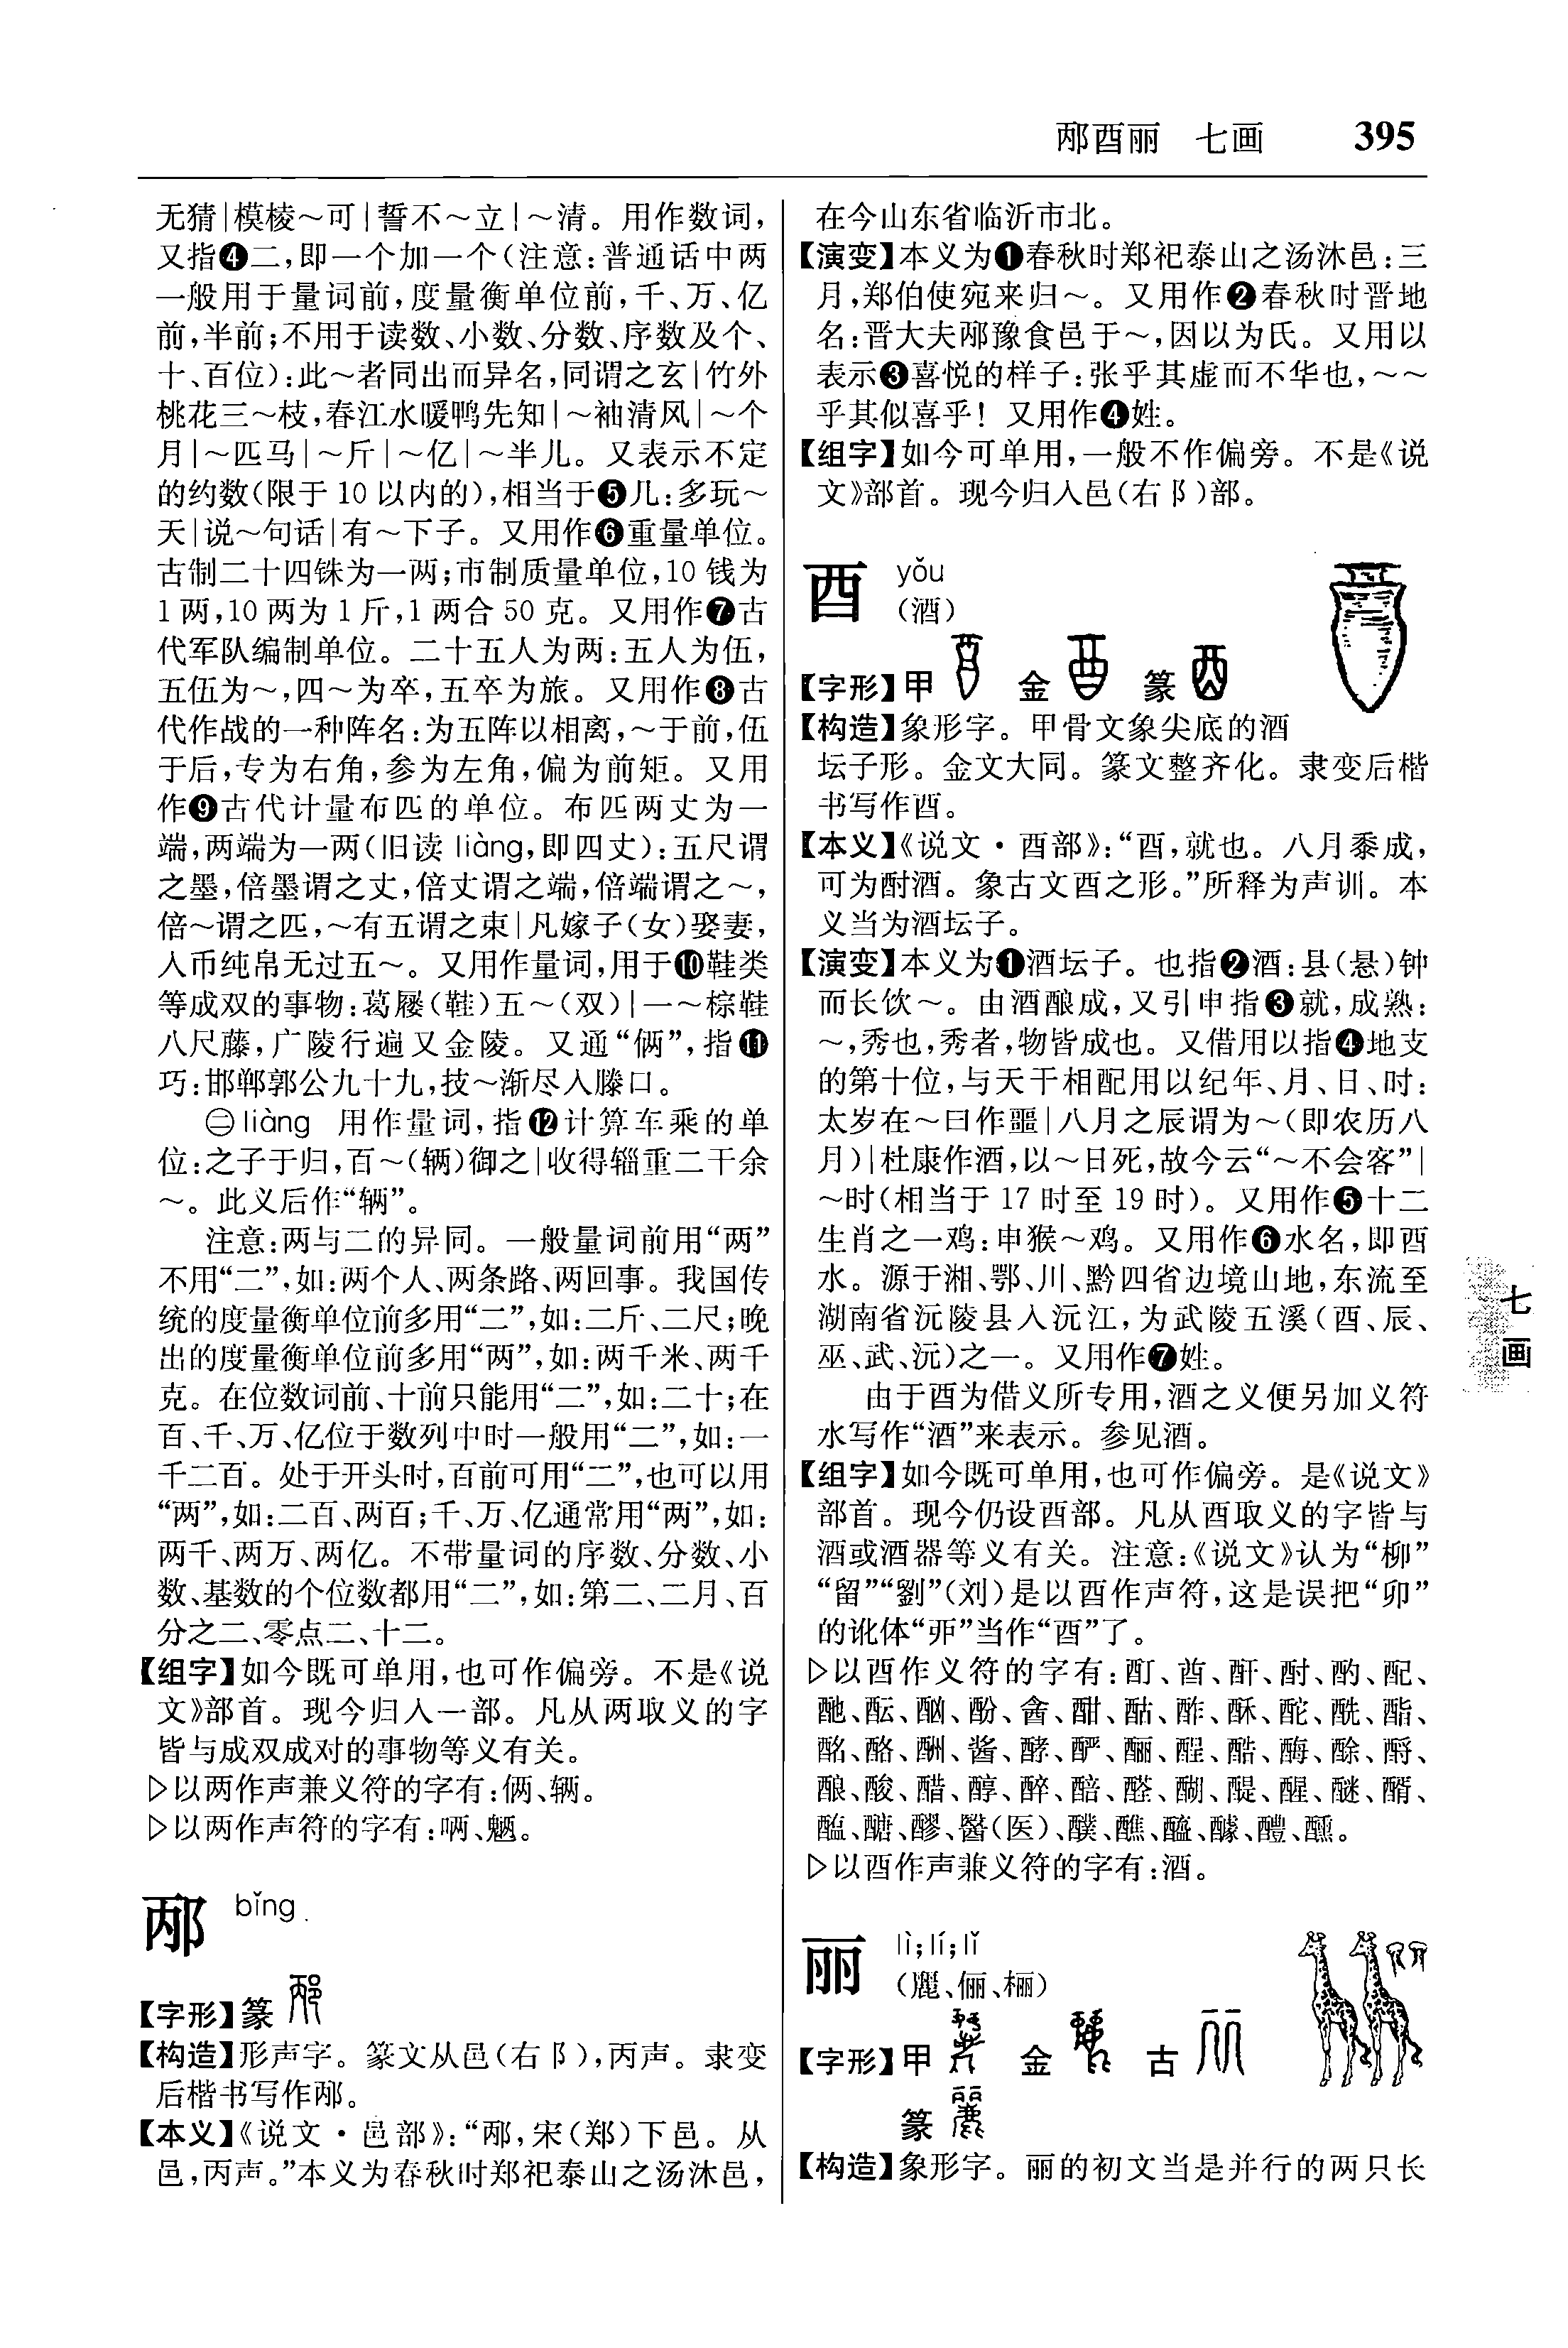 邴酉丽 七画 395
无猜|模棱～可|誓不～立|～清。用作数词，
又指❹二，即一个加一个（注意：普通话中两
一般用于量词前，度量衡单位前，千、万、亿
前，半前；不用于读数、小数、分数、序数及个、
十、百位）：此～者同出而异名，同谓之玄|竹外
桃花三～枝，春江水暖鸭先知|～袖清风|～个
月|～匹马|～斤|～亿|～半儿。又表示不定
的约数（限于 10 以内的），相当于❺几：多玩～
天|说～句话|有～下子。又用作❻重量单位。
古制二十四铢为一两；市制质量单位，10 钱为
1 两，10 两为 1 斤，1 两合 50 克。又用作❼古
代军队编制单位。二十五人为两：五人为伍，
五伍为～，四～为卒，五卒为旅。又用作❽古
代作战的一种阵名：为五阵以相离，～于前，伍
于后，专为右角，参为左角，偏为前矩。又用
作❾古代计量布匹的单位。布匹两丈为一
端，两端为一两（旧读 liàng，即四丈）：五尺谓
之墨，倍墨谓之丈，倍丈谓之端，倍端谓之～，
倍～谓之匹，～有五谓之束|凡嫁子（女）娶妻，
入币纯帛无过五～。又用作量词，用于❿鞋类
等成双的事物：葛屦（鞋）五～（双）|一～棕鞋
八尺藤，广陵行遍又金陵。又通“俩”，指⓫
巧：邯郸郭公九十九，技～渐尽入滕口。
㊁liàng 用作量词，指⓬计算车乘的单
位：之子于归，百～（辆）御之|收得辎重二千余
～。此义后作“辆”。
注意：两与二的异同。一般量词前用“两”
不用“二”，如：两个人、两条路、两回事。我国传
统的度量衡单位前多用“二”，如：二斤、二尺；晚
出的度量衡单位前多用“两”，如：两千米、两千
克。在位数词前、十前只能用“二”，如：二十；在
百、千、万、亿位于数列中时一般用“二”，如：一
千二百。处于开头时，百前可用“二”，也可以用
“两”，如：二百、两百；千、万、亿通常用“两”，如：
两千、两万、两亿。不带量词的序数、分数、小
数、基数的个位数都用“二”，如：第二、二月、百
分之二、零点二、十二。
【组字】如今既可单用，也可作偏旁。不是《说
文》部首。现今归入一部。凡从两取义的字
皆与成双成对的事物等义有关。
▷以两作声兼义符的字有：俩、辆。
▷以两作声符的字有：唡、魉。
邴 bǐng
【字形】篆
【构造】形声字。篆文从邑（右阝），丙声。隶变
后楷书写作邴。
【本义】《说文·邑部》：“邴，宋（郑）下邑。从
邑，丙声。”本义为春秋时郑祀泰山之汤沐邑，
在今山东省临沂市北。
【演变】本义为❶春秋时郑祀泰山之汤沐邑：三
月，郑伯使宛来归～。又用作❷春秋时晋地
名：晋大夫邴豫食邑于～，因以为氏。又用以
表示❸喜悦的样子：张乎其虚而不华也，～～
乎其似喜乎！又用作❹姓。
【组字】如今可单用，一般不作偏旁。不是《说
文》部首。现今归入邑（右阝）部。
酉 yǒu
（酒）
【字形】甲 金 篆
【构造】象形字。甲骨文象尖底的酒
坛子形。金文大同。篆文整齐化。隶变后楷
书写作酉。
【本义】《说文·酉部》：“酉，就也。八月黍成，
可为酎酒。象古文酉之形。”所释为声训。本
义当为酒坛子。
【演变】本义为❶酒坛子。也指❷酒：县（悬）钟
而长饮～。由酒酿成，又引申指❸就，成熟：
～，秀也，秀者，物皆成也。又借用以指❹地支
的第十位，与天干相配用以纪年、月、日、时：
太岁在～曰作噩|八月之辰谓为～（即农历八
月）|杜康作酒，以～日死，故今云“～不会客”|
～时（相当于 17 时至 19 时）。又用作❺十二
生肖之一鸡：申猴～鸡。又用作❻水名，即酉
水。源于湘、鄂、川、黔四省边境山地，东流至
湖南省沅陵县入沅江，为武陵五溪（酉、辰、
巫、武、沅）之一。又用作❼姓。
由于酉为借义所专用，酒之义便另加义符
水写作“酒”来表示。参见酒。
【组字】如今既可单用，也可作偏旁。是《说文》
部首。现今仍设酉部。凡从酉取义的字皆与
酒或酒器等义有关。注意：《说文》认为“柳”
“留”“劉”（刘）是以酉作声符，这是误把“卯”
的讹体“丣”当作“酉”了。
▷以酉作义符的字有：酊、酋、酐、酎、酌、配、
酏、酝、酗、酚、酓、酣、酤、酢、酥、酡、酰、酯、
酩、酪、酬、酱、酵、酽、酾、酲、酷、酶、酴、酹、
酿、酸、醋、醇、醉、醅、醛、醐、醍、醒、醚、醑、
醢、醣、醪、醫（医）、醭、醮、醯、醵、醴、醺。
▷以酉作声兼义符的字有：酒。
丽 lì；lí；lǐ
（麗、俪、栭）
【字形】甲 金 古
篆
【构造】象形字。丽的初文当是并行的两只长
七画